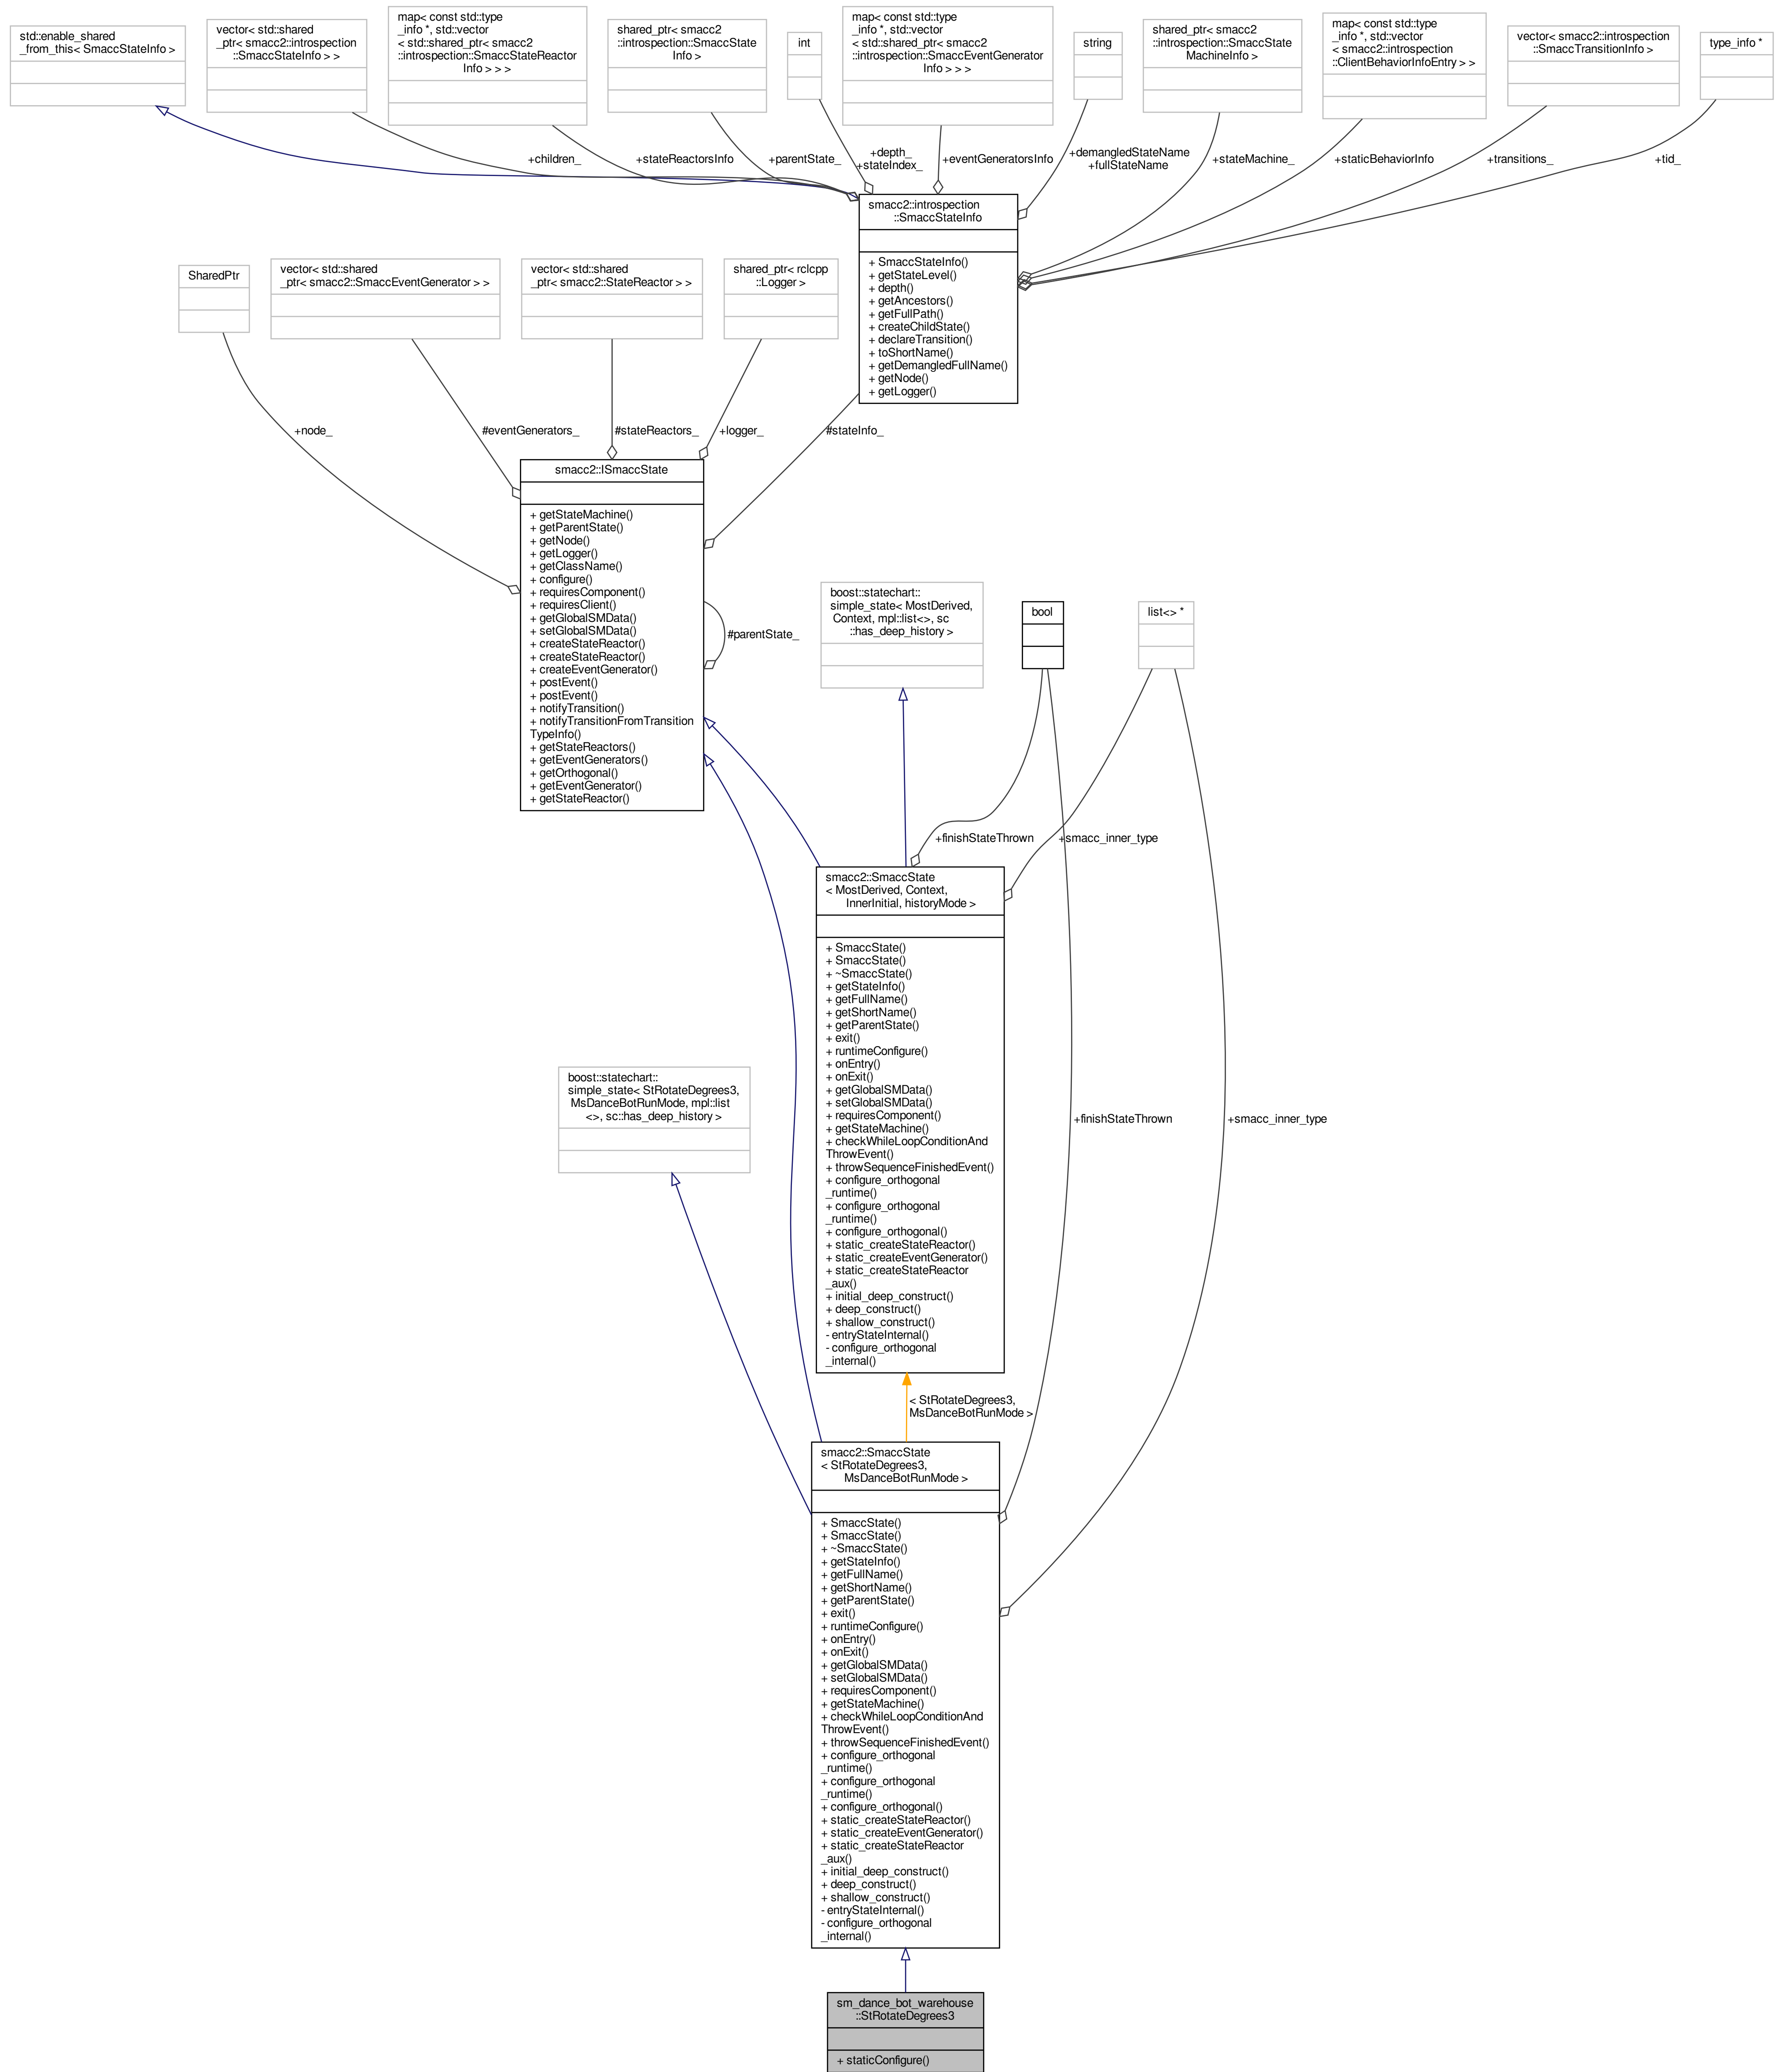 std::enable_shared
_from_this< SmaccStateInfo >
vector< std::shared
_ptr< smacc2::introspection
::SmaccStateInfo > >
map< const std::type
_info *, std::vector
< std::shared_ptr< smacc2
::introspection::SmaccStateReactor
Info > > >
shared_ptr< smacc2
::introspection::SmaccState
Info >
int
map< const std::type
_info *, std::vector
< std::shared_ptr< smacc2
::introspection::SmaccEventGenerator
Info > > >
string
shared_ptr< smacc2
::introspection::SmaccState
MachineInfo >
map< const std::type
_info *, std::vector
< smacc2::introspection
::ClientBehaviorInfoEntry > >
vector< smacc2::introspection
::SmaccTransitionInfo >
type_info *
+children_
+stateReactorsInfo
+parentState_
+depth_
+stateIndex_
+eventGeneratorsInfo
+demangledStateName
+fullStateName
+stateMachine_
+staticBehaviorInfo
+transitions_
+tid_
smacc2::introspection
::SmaccStateInfo
+ SmaccStateInfo()
+ getStateLevel()
+ depth()
+ getAncestors()
+ getFullPath()
+ createChildState()
+ declareTransition()
+ toShortName()
+ getDemangledFullName()
+ getNode()
+ getLogger()
SharedPtr
vector< std::shared
_ptr< smacc2::SmaccEventGenerator > >
vector< std::shared
_ptr< smacc2::StateReactor > >
shared_ptr< rclcpp
::Logger >
+node_
#eventGenerators_
#stateReactors_
+logger_
#stateInfo_
smacc2::ISmaccState
+ getStateMachine()
+ getParentState()
+ getNode()
+ getLogger()
+ getClassName()
+ configure()
+ requiresComponent()
+ requiresClient()
+ getGlobalSMData()
+ setGlobalSMData()
+ createStateReactor()
+ createStateReactor()
+ createEventGenerator()
+ postEvent()
+ postEvent()
+ notifyTransition()
+ notifyTransitionFromTransition
TypeInfo()
+ getStateReactors()
+ getEventGenerators()
+ getOrthogonal()
+ getEventGenerator()
+ getStateReactor()
#parentState_
boost::statechart::
simple_state< MostDerived,
Context, mpl::list<>, sc
::has_deep_history >
bool
list<> *
+finishStateThrown
+smacc_inner_type
smacc2::SmaccState
< MostDerived, Context,
InnerInitial, historyMode >
+ SmaccState()
+ SmaccState()
+ ~SmaccState()
+ getStateInfo()
+ getFullName()
+ getShortName()
+ getParentState()
+ exit()
+ runtimeConfigure()
+ onEntry()
+ onExit()
+ getGlobalSMData()
+ setGlobalSMData()
+ requiresComponent()
+ getStateMachine()
+ checkWhileLoopConditionAnd
ThrowEvent()
+ throwSequenceFinishedEvent()
+ configure_orthogonal
_runtime()
+ configure_orthogonal
_runtime()
+ configure_orthogonal()
+ static_createStateReactor()
+ static_createEventGenerator()
+ static_createStateReactor
_aux()
+ initial_deep_construct()
+ deep_construct()
+ shallow_construct()
- entryStateInternal()
- configure_orthogonal
_internal()
boost::statechart::
simple_state< StRotateDegrees3,
MsDanceBotRunMode, mpl::list
<>, sc::has_deep_history >
+finishStateThrown
+smacc_inner_type
< StRotateDegrees3,
MsDanceBotRunMode >
smacc2::SmaccState
< StRotateDegrees3,
MsDanceBotRunMode >
+ SmaccState()
+ SmaccState()
+ ~SmaccState()
+ getStateInfo()
+ getFullName()
+ getShortName()
+ getParentState()
+ exit()
+ runtimeConfigure()
+ onEntry()
+ onExit()
+ getGlobalSMData()
+ setGlobalSMData()
+ requiresComponent()
+ getStateMachine()
+ checkWhileLoopConditionAnd
ThrowEvent()
+ throwSequenceFinishedEvent()
+ configure_orthogonal
_runtime()
+ configure_orthogonal
_runtime()
+ configure_orthogonal()
+ static_createStateReactor()
+ static_createEventGenerator()
+ static_createStateReactor
_aux()
+ initial_deep_construct()
+ deep_construct()
+ shallow_construct()
- entryStateInternal()
- configure_orthogonal
_internal()
sm_dance_bot_warehouse
::StRotateDegrees3
+ staticConfigure()